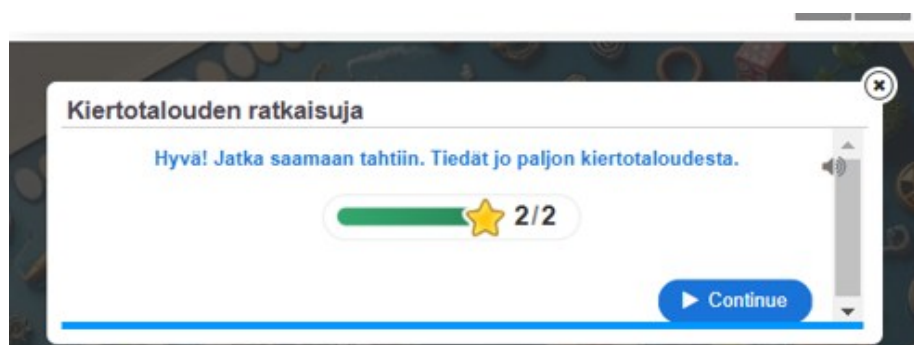 Kiertotalouden ratkaisuja
Hyvä! Jatka saamaan tahtiin. Tiedät jo paljon kiertotaloudesta.
2/2
Continue